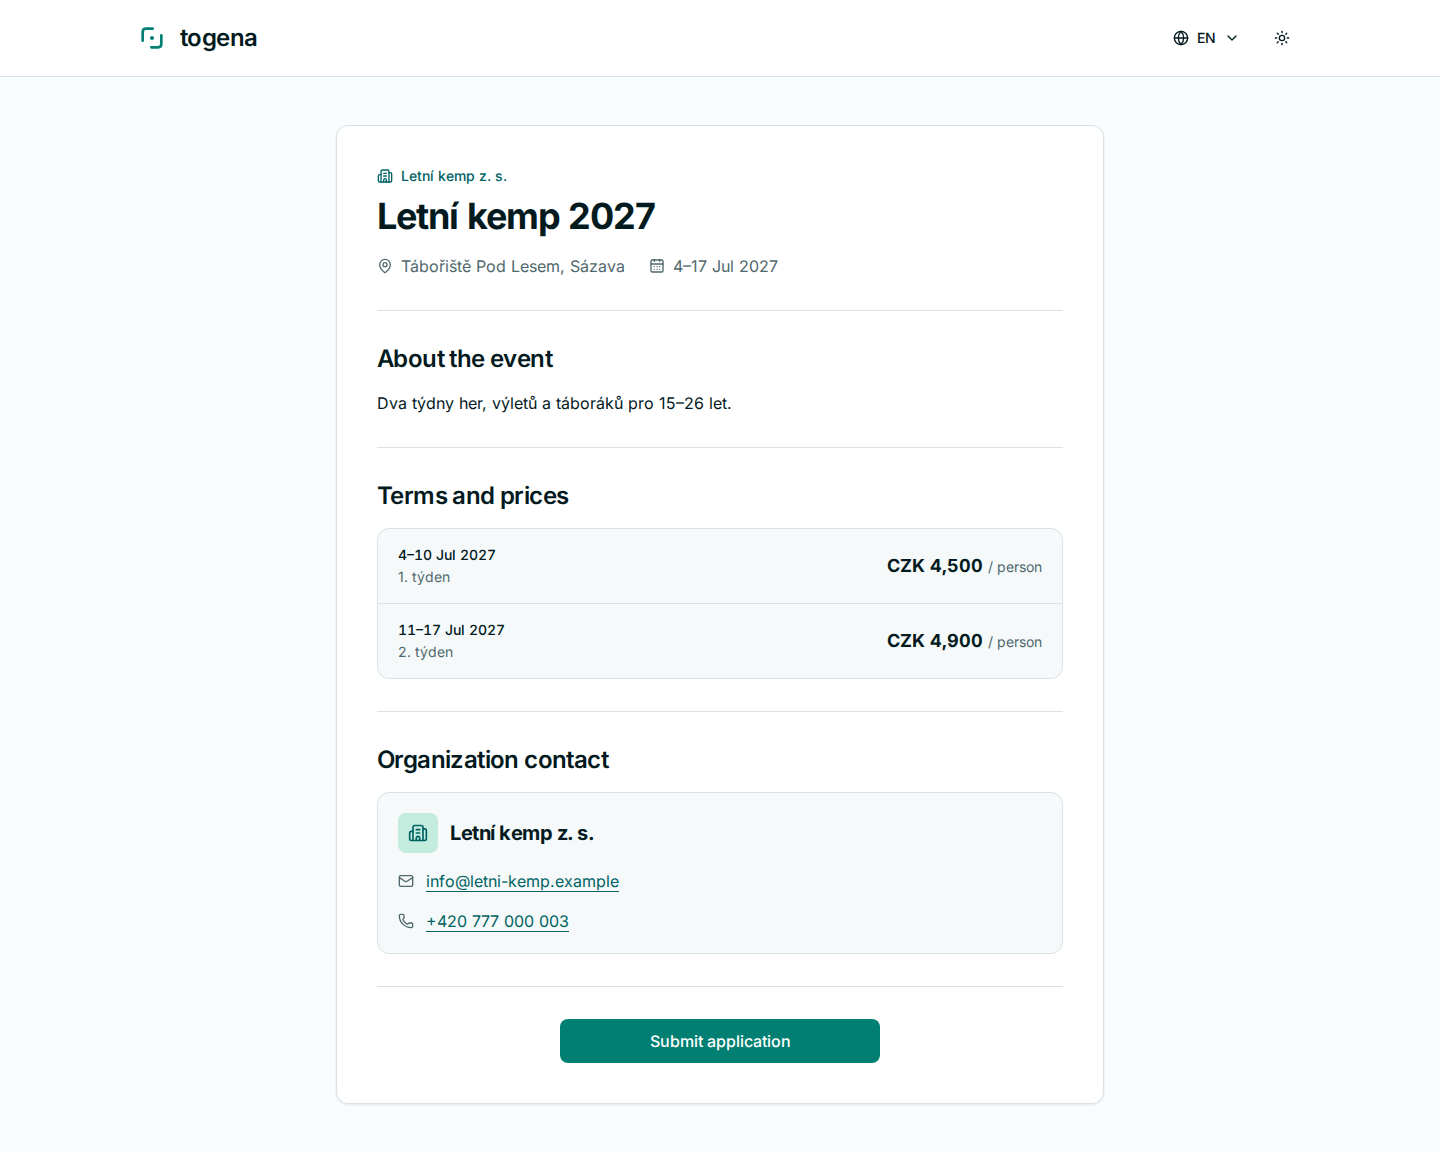 togena
EN
Letní kemp z. s.
Letní kemp 2027
Tábořiště Pod Lesem, Sázava 4–17 Jul 2027
About the event
Dva týdny her, výletů a táboráků pro 15–26 let.
Terms and prices
4–10 Jul 2027
1. týden
CZK 4,500 / person
11–17 Jul 2027
2. týden
CZK 4,900 / person
Organization contact
Letní kemp z. s.
info@letni-kemp.example
+420 777 000 003
Submit application